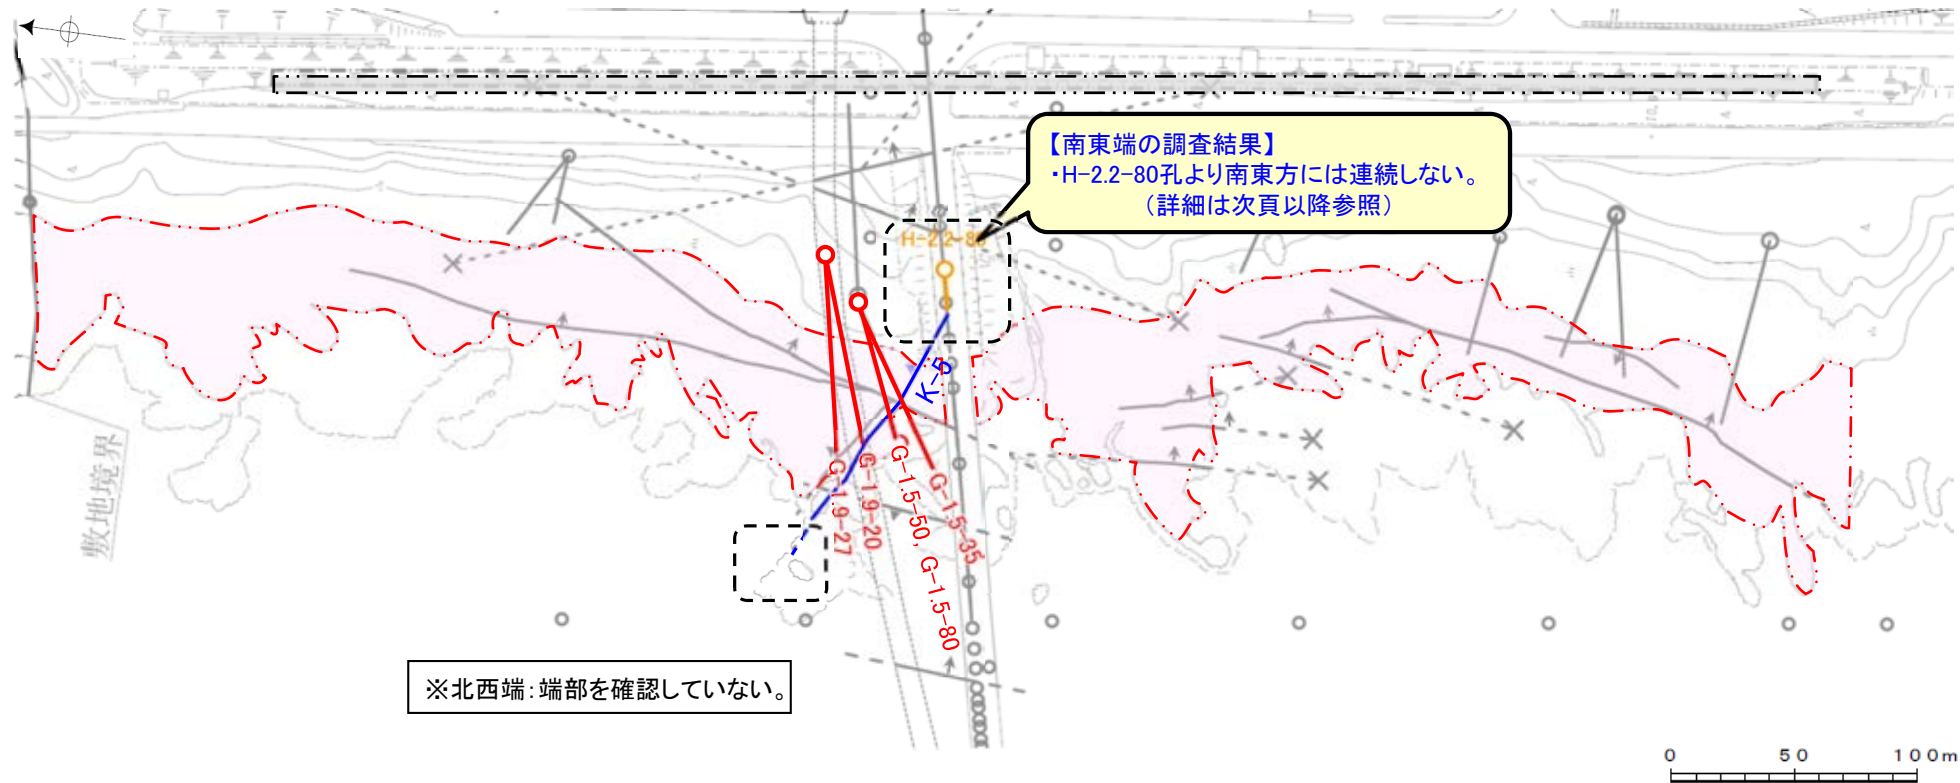 【南東端の調査結果】
・H-2.2-80孔より南東方には連続しない。
（詳細は次頁以降参照）
H-2.2-80
K-5
G-1.9-27
G-1.9-20
G-1.5-50, G-1.5-80
G-1.5-35
敷地境界
※北西端：端部を確認していない。
0 50 100m